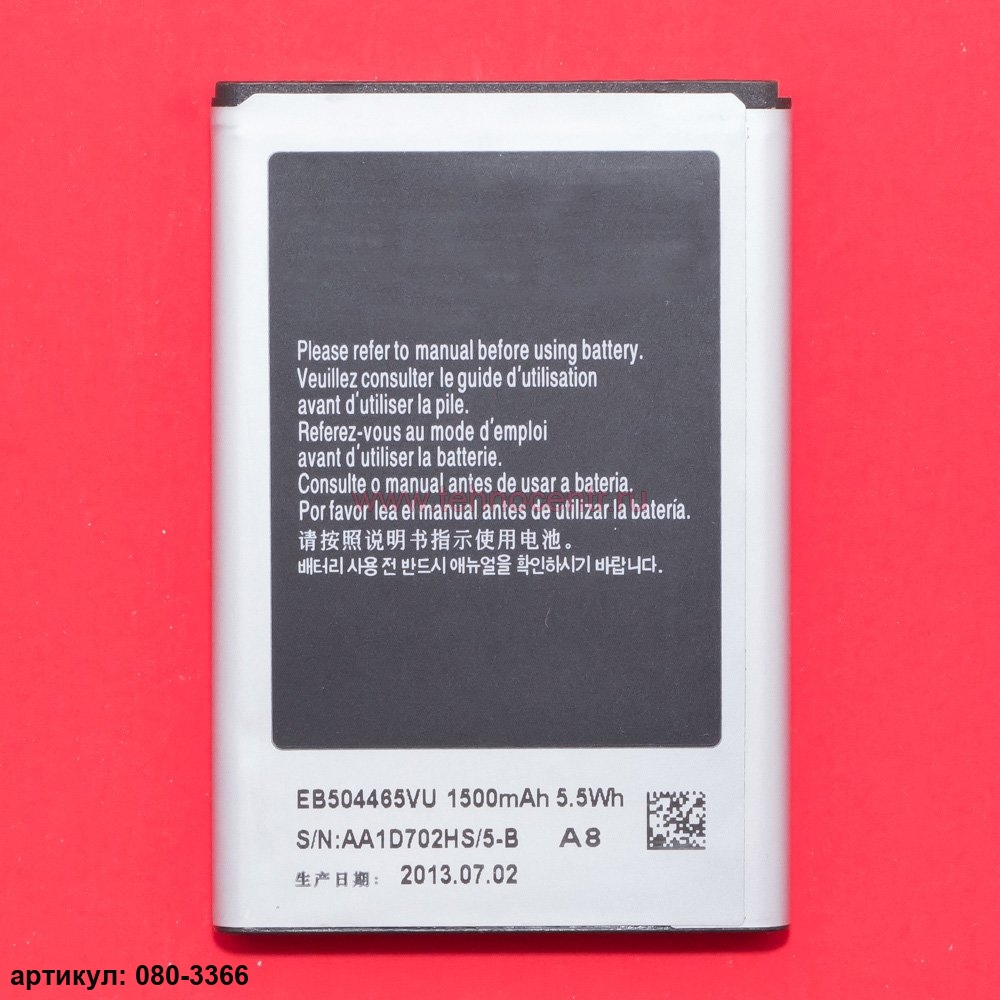 Please refer to manual before using battery.
Veuillez consulter le guide d'utilisation
avant d'utiliser la pile.
Referez-vous au mode d'emploi
avant d'utiliser la batterie.
Consulte o manual antes de usar a bateria.
www.tehnocentr.ru
Por favor lea el manual antes de utilizar la batería.
请按照说明书指示使用电池。
배터리 사용 전 반드시 애뉴얼을 확인하시기 바랍니다.
EB504465VU 1500mAh 5.5Wh
S/N:AA1D702HS/5-B A8
生产日期: 2013.07.02
артикул: 080-3366